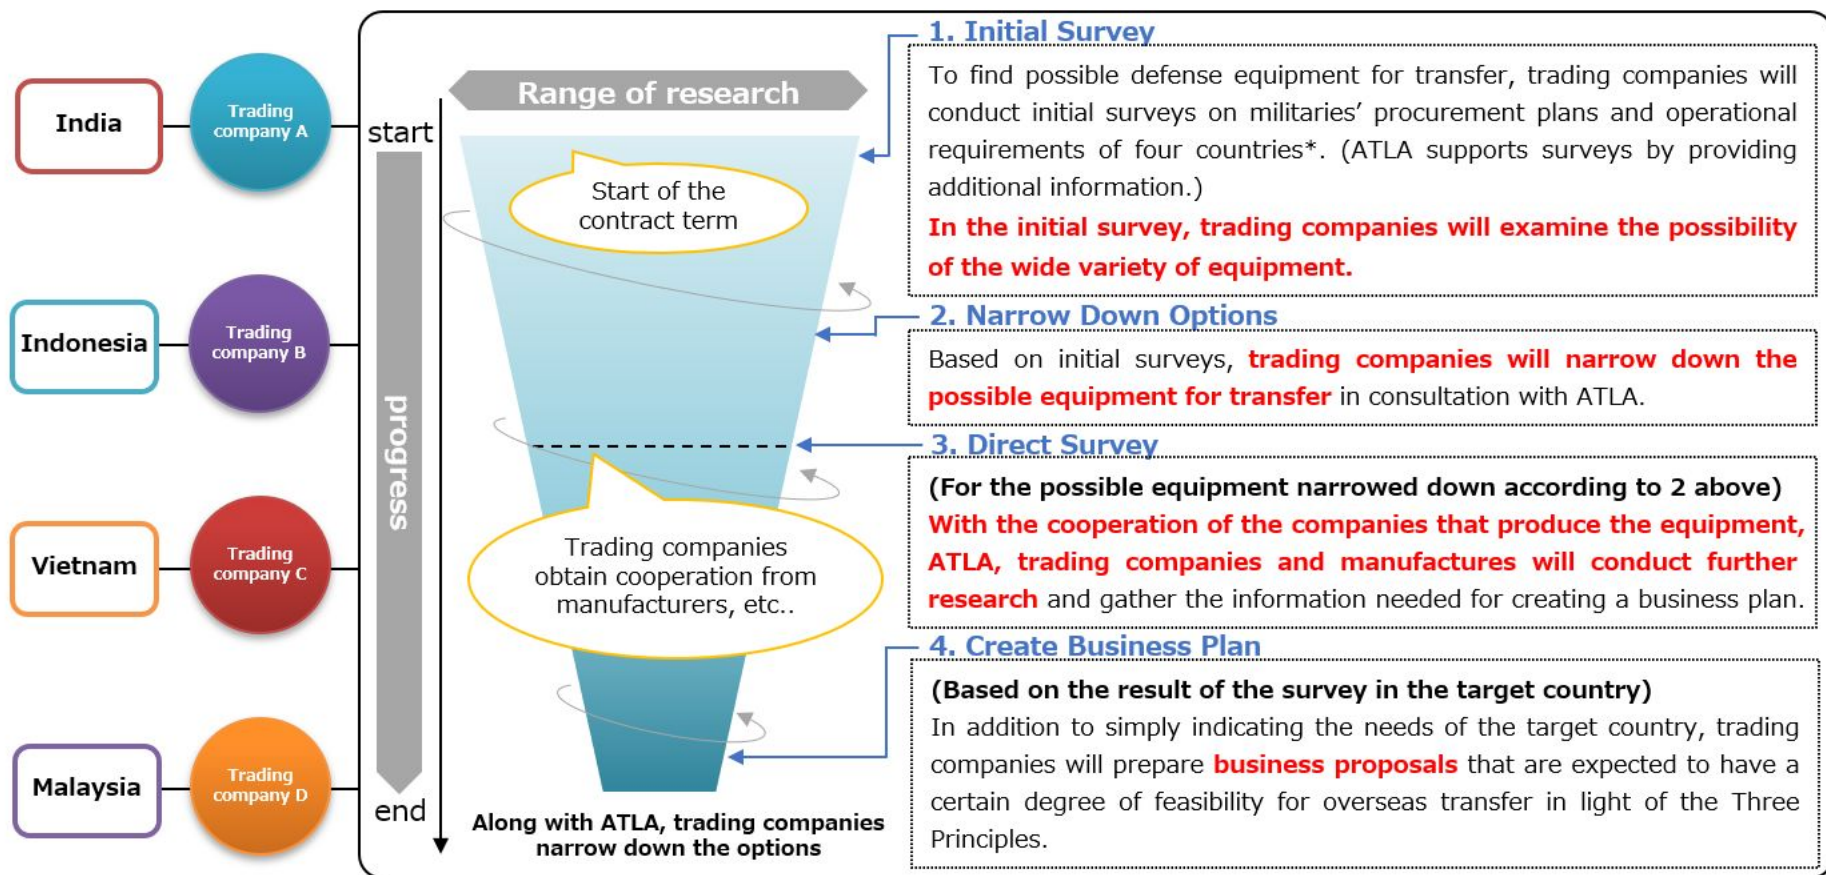 India
Trading
company A
Indonesia
Trading
company B
Vietnam
Trading
company C
Malaysia
Trading
company D
start
progress
end
Range of research
Start of the
contract term
Trading companies
obtain cooperation from
manufacturers, etc..
Along with ATLA, trading companies
narrow down the options
1. Initial Survey
To find possible defense equipment for transfer, trading companies will
conduct initial surveys on militaries’ procurement plans and operational
requirements of four countries*. (ATLA supports surveys by providing
additional information.)
In the initial survey, trading companies will examine the possibility
of the wide variety of equipment.
2. Narrow Down Options
Based on initial surveys, trading companies will narrow down the
possible equipment for transfer in consultation with ATLA.
3. Direct Survey
(For the possible equipment narrowed down according to 2 above)
With the cooperation of the companies that produce the equipment,
ATLA, trading companies and manufactures will conduct further
research and gather the information needed for creating a business plan.
4. Create Business Plan
(Based on the result of the survey in the target country)
In addition to simply indicating the needs of the target country, trading
companies will prepare business proposals that are expected to have a
certain degree of feasibility for overseas transfer in light of the Three
Principles.